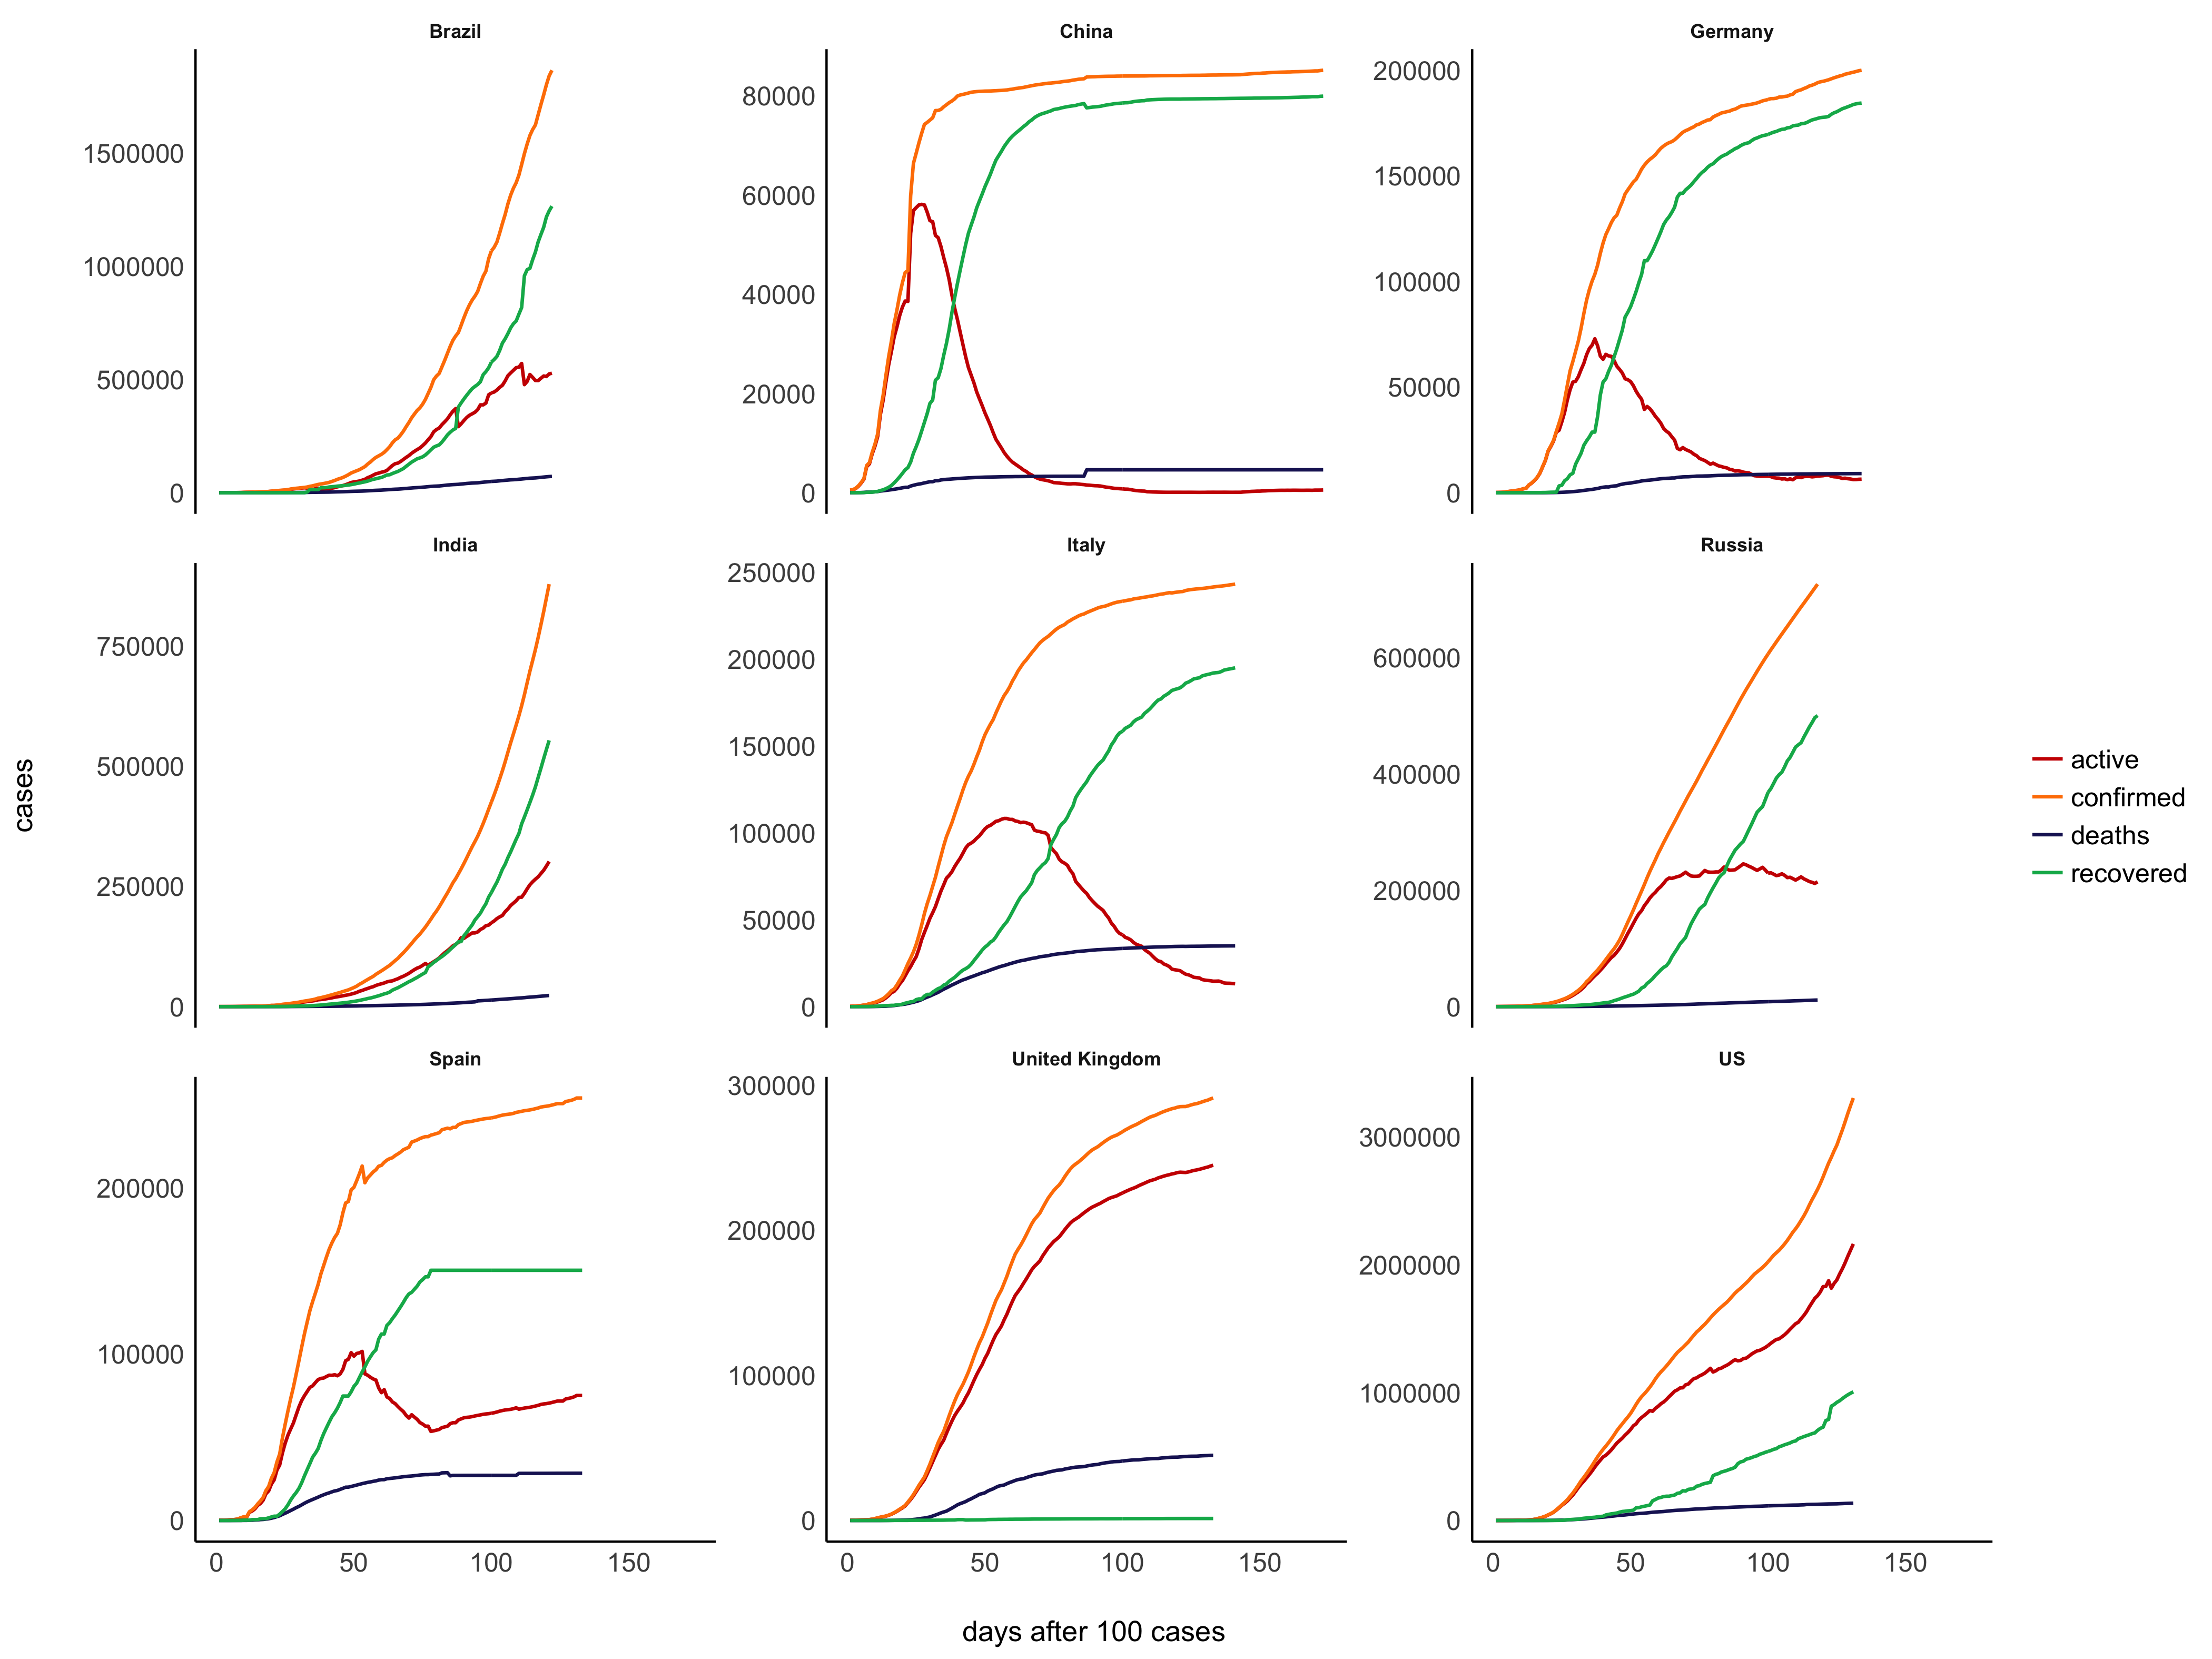 Brazil
China
Germany
1500000
1000000
500000
0
80000
60000
40000
20000
0
200000
150000
100000
50000
0
India
Italy
Russia
750000
500000
250000
0
250000
200000
150000
100000
50000
0
600000
400000
200000
0
Spain
United Kingdom
US
200000
100000
0
300000
200000
100000
0
3000000
2000000
1000000
0
0 50 100 150
0 50 100 150
0 50 100 150
days after 100 cases
cases
active
confirmed
deaths
recovered